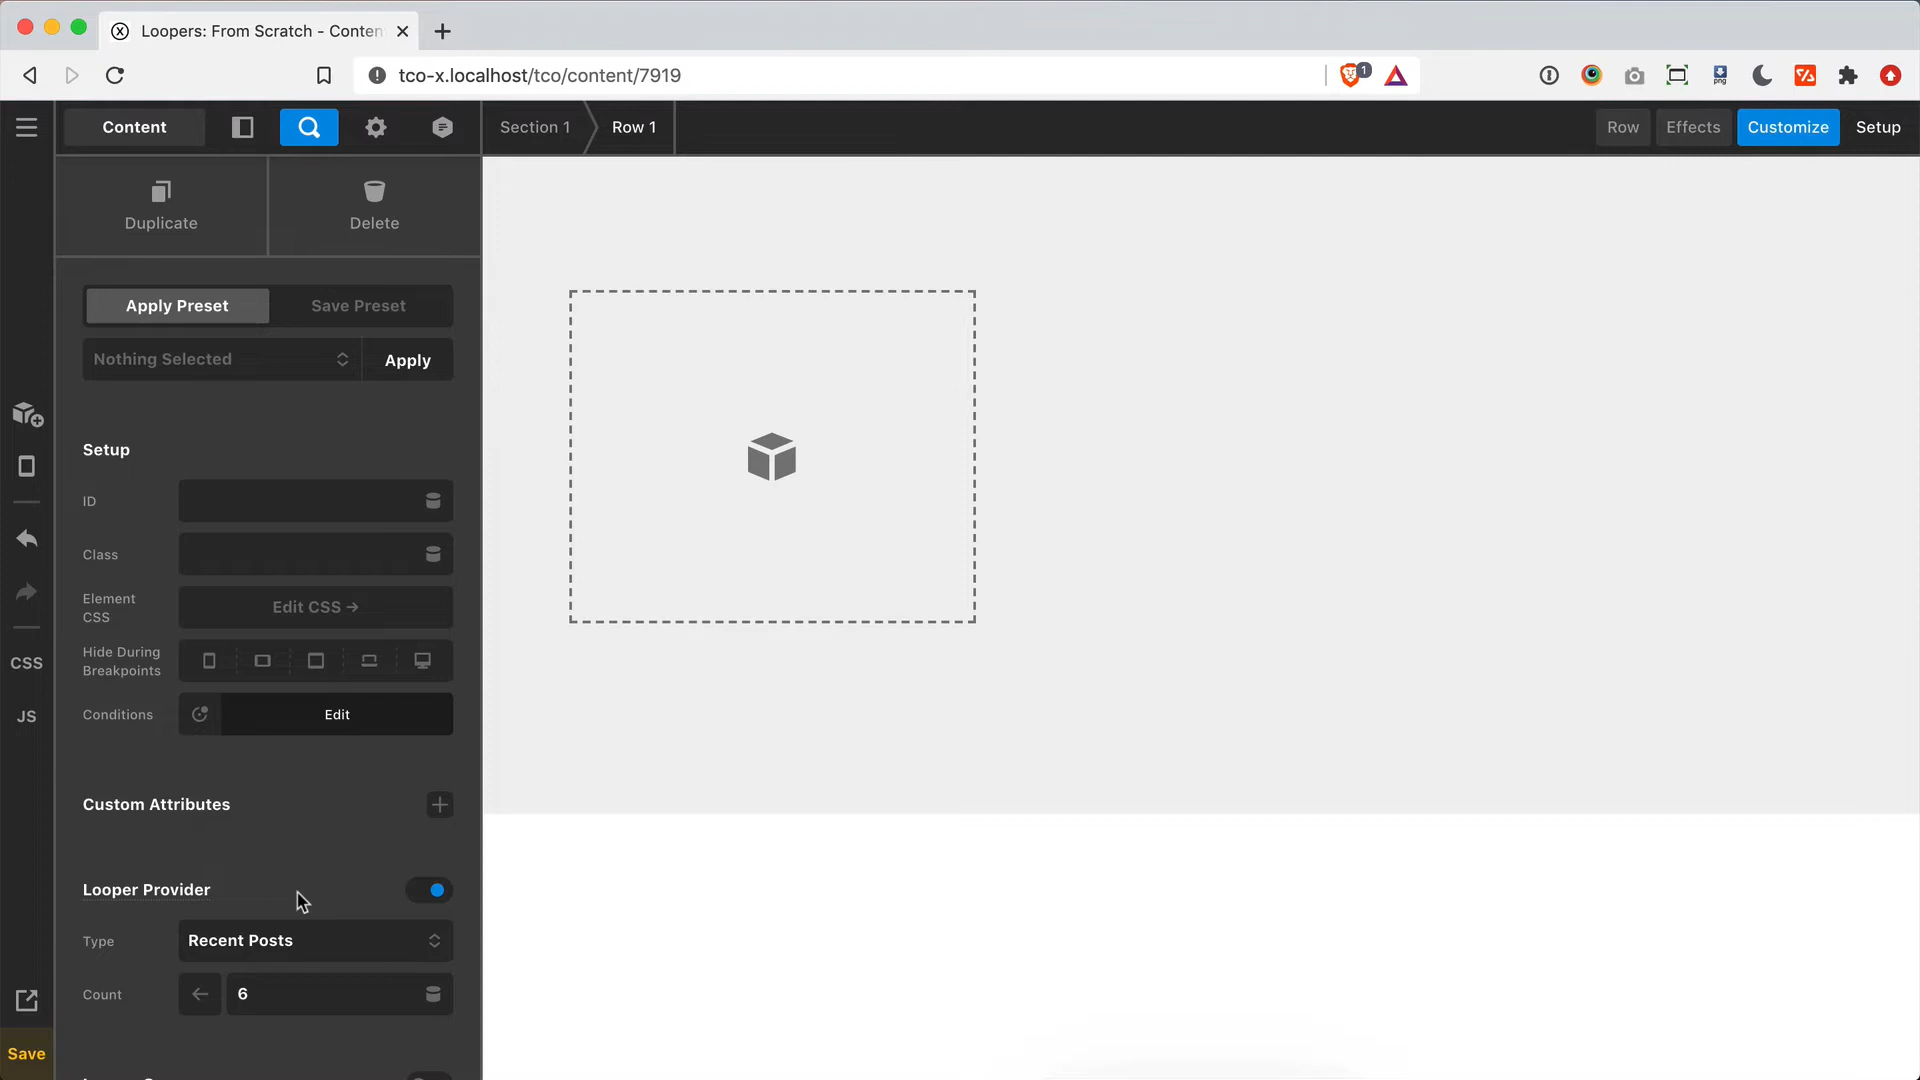 Loopers: From Scratch - Conten
tco-x.localhost/tco/content/7919
1
Content
Section 1
Row 1
Row
Effects
Customize
Setup
Duplicate
Delete
Apply Preset
Save Preset
Nothing Selected
Apply
Setup
ID
Class
Element
CSS
Edit CSS →
Hide During
Breakpoints
Conditions
Edit
Custom Attributes
Looper Provider
Type
Recent Posts
Count
6
CSS
JS
Save